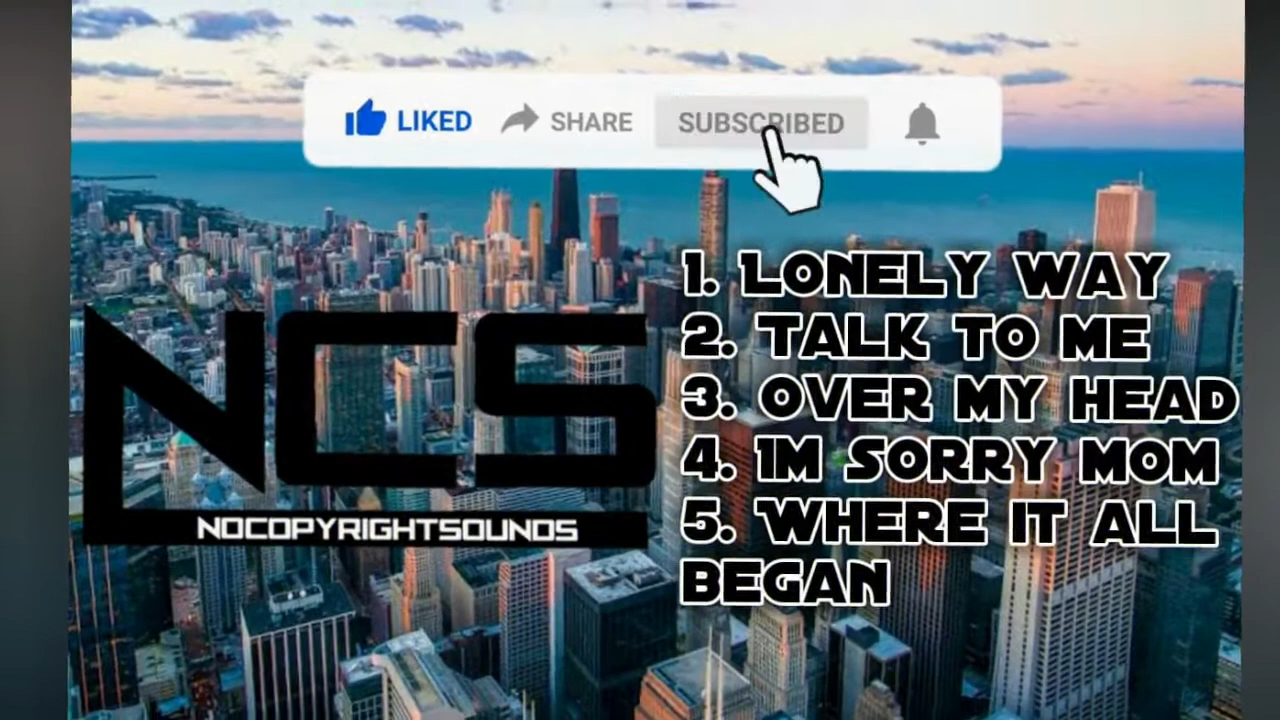 LIKED SHARE SUBSCRIBED
NCS
NOCOPYRIGHTSOUNDS
1. LONELY WAY
2. TALK TO ME
3. OVER MY HEAD
4. IM SORRY MOM
5. WHERE IT ALL
BEGAN